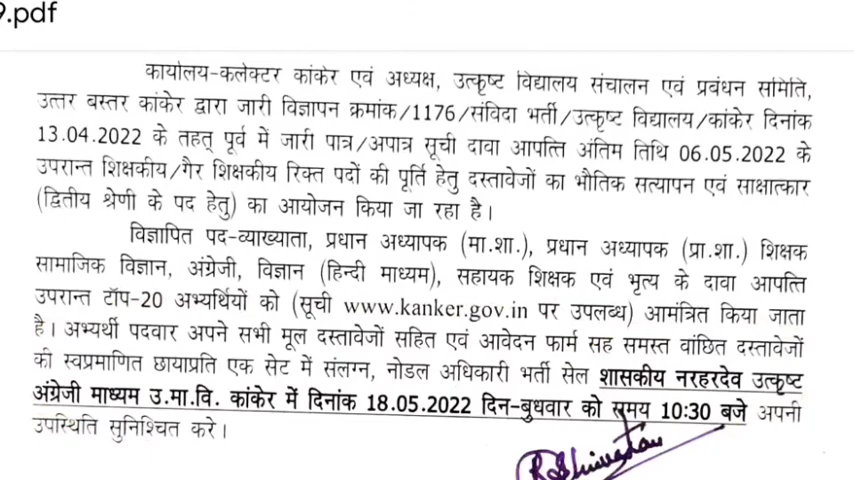 9.pdf
कार्यालय-कलेक्टर कांकेर एवं अध्यक्ष, उत्कृष्ट विद्यालय संचालन एवं प्रबंधन समिति,
उत्तर बस्तर कांकेर द्वारा जारी विज्ञापन क्रमांक/1176/संविदा भर्ती/उत्कृष्ट विद्यालय/कांकेर दिनांक
13.04.2022 के तहत् पूर्व में जारी पात्र/अपात्र सूची दावा आपत्ति अंतिम तिथि 06.05.2022 के
उपरान्त शिक्षकीय/गैर शिक्षकीय रिक्त पदों की पूर्ति हेतु दस्तावेजों का भौतिक सत्यापन एवं साक्षात्कार
(द्वितीय श्रेणी के पद हेतु) का आयोजन किया जा रहा है।
विज्ञापित पद-व्याख्याता, प्रधान अध्यापक (मा.शा.), प्रधान अध्यापक (प्रा.शा.) शिक्षक
सामाजिक विज्ञान, अंग्रेजी, विज्ञान (हिन्दी माध्यम), सहायक शिक्षक एवं भृत्य के दावा आपत्ति
उपरान्त टॉप-20 अभ्यर्थियों को (सूची www.kanker.gov.in पर उपलब्ध) आमंत्रित किया जाता
है। अभ्यर्थी पदवार अपने सभी मूल दस्तावेजों सहित एवं आवेदन फार्म सह समस्त वांछित दस्तावेजों
की स्वप्रमाणित छायाप्रति एक सेट में संलग्न, नोडल अधिकारी भर्ती सेल शासकीय नरहरदेव उत्कृष्ट
अंग्रेजी माध्यम उ.मा.वि. कांकेर में दिनांक 18.05.2022 दिन-बुधवार को समय 10:30 बजे अपनी
उपस्थिति सुनिश्चित करे।